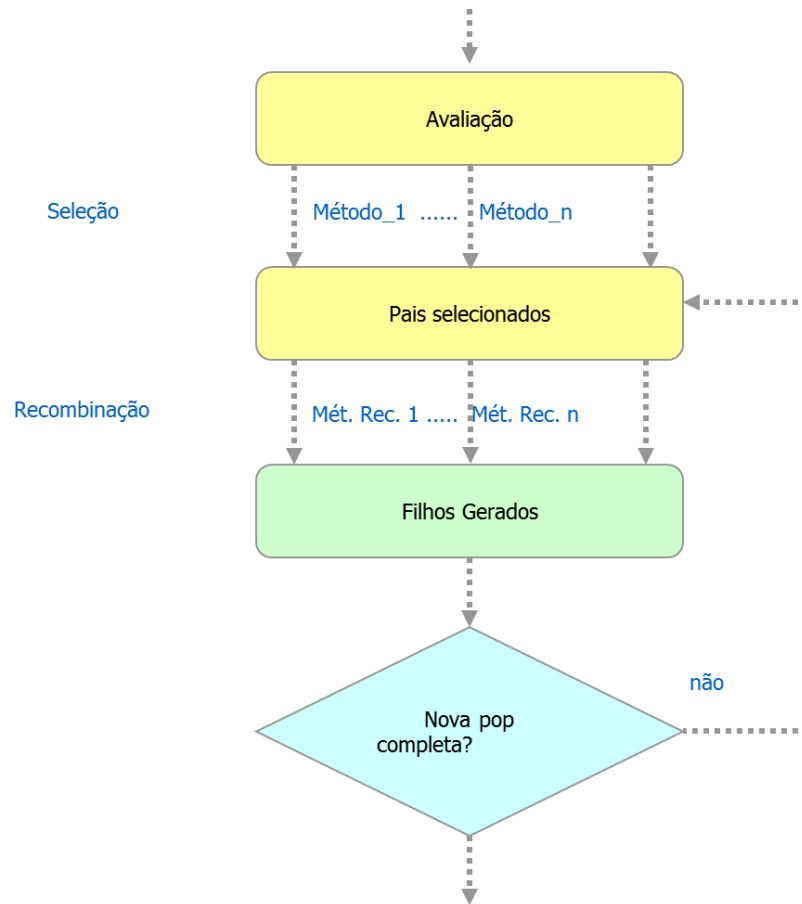 Avaliação
Seleção
Método_1 ...... Método_n
Pais selecionados
Recombinação
Mét. Rec. 1 ..... Mét. Rec. n
Filhos Gerados
não
Nova pop
completa?